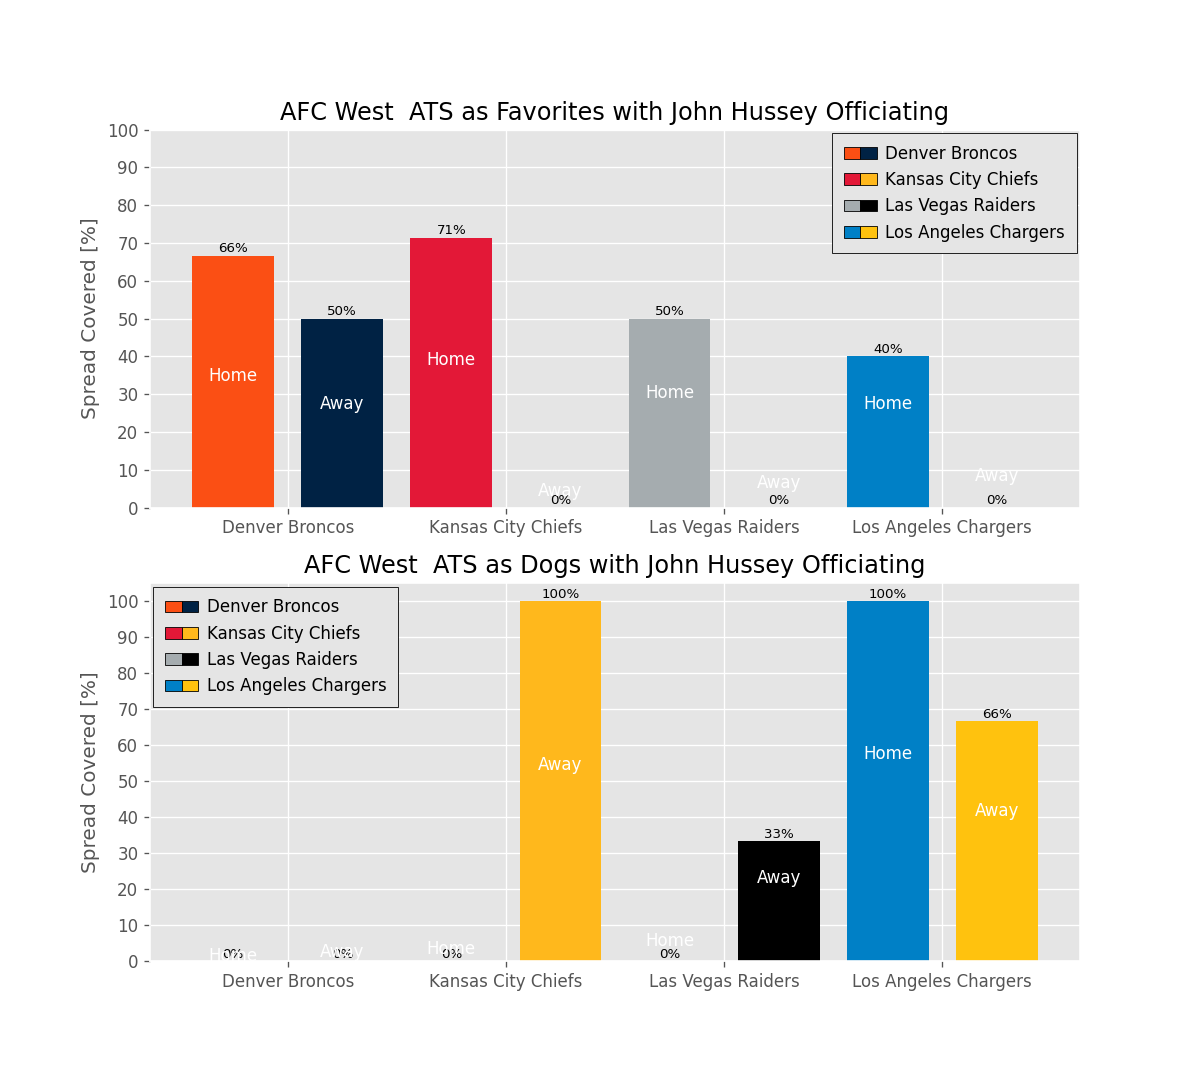 AFC West  ATS as Favorites with John Hussey Officiating
Spread Covered [%]
100
90
80
70
60
50
40
30
20
10
0
Denver Broncos
Kansas City Chiefs
Las Vegas Raiders
Los Angeles Chargers
66%
Home
50%
Away
71%
Home
Away
0%
50%
Home
Away
0%
40%
Home
Away
0%
Denver Broncos
Kansas City Chiefs
Las Vegas Raiders
Los Angeles Chargers
AFC West  ATS as Dogs with John Hussey Officiating
Spread Covered [%]
100
90
80
70
60
50
40
30
20
10
0
Denver Broncos
Kansas City Chiefs
Las Vegas Raiders
Los Angeles Chargers
Home
0%
Away
0%
Home
0%
100%
Away
Home
0%
33%
Away
100%
Home
66%
Away
Denver Broncos
Kansas City Chiefs
Las Vegas Raiders
Los Angeles Chargers